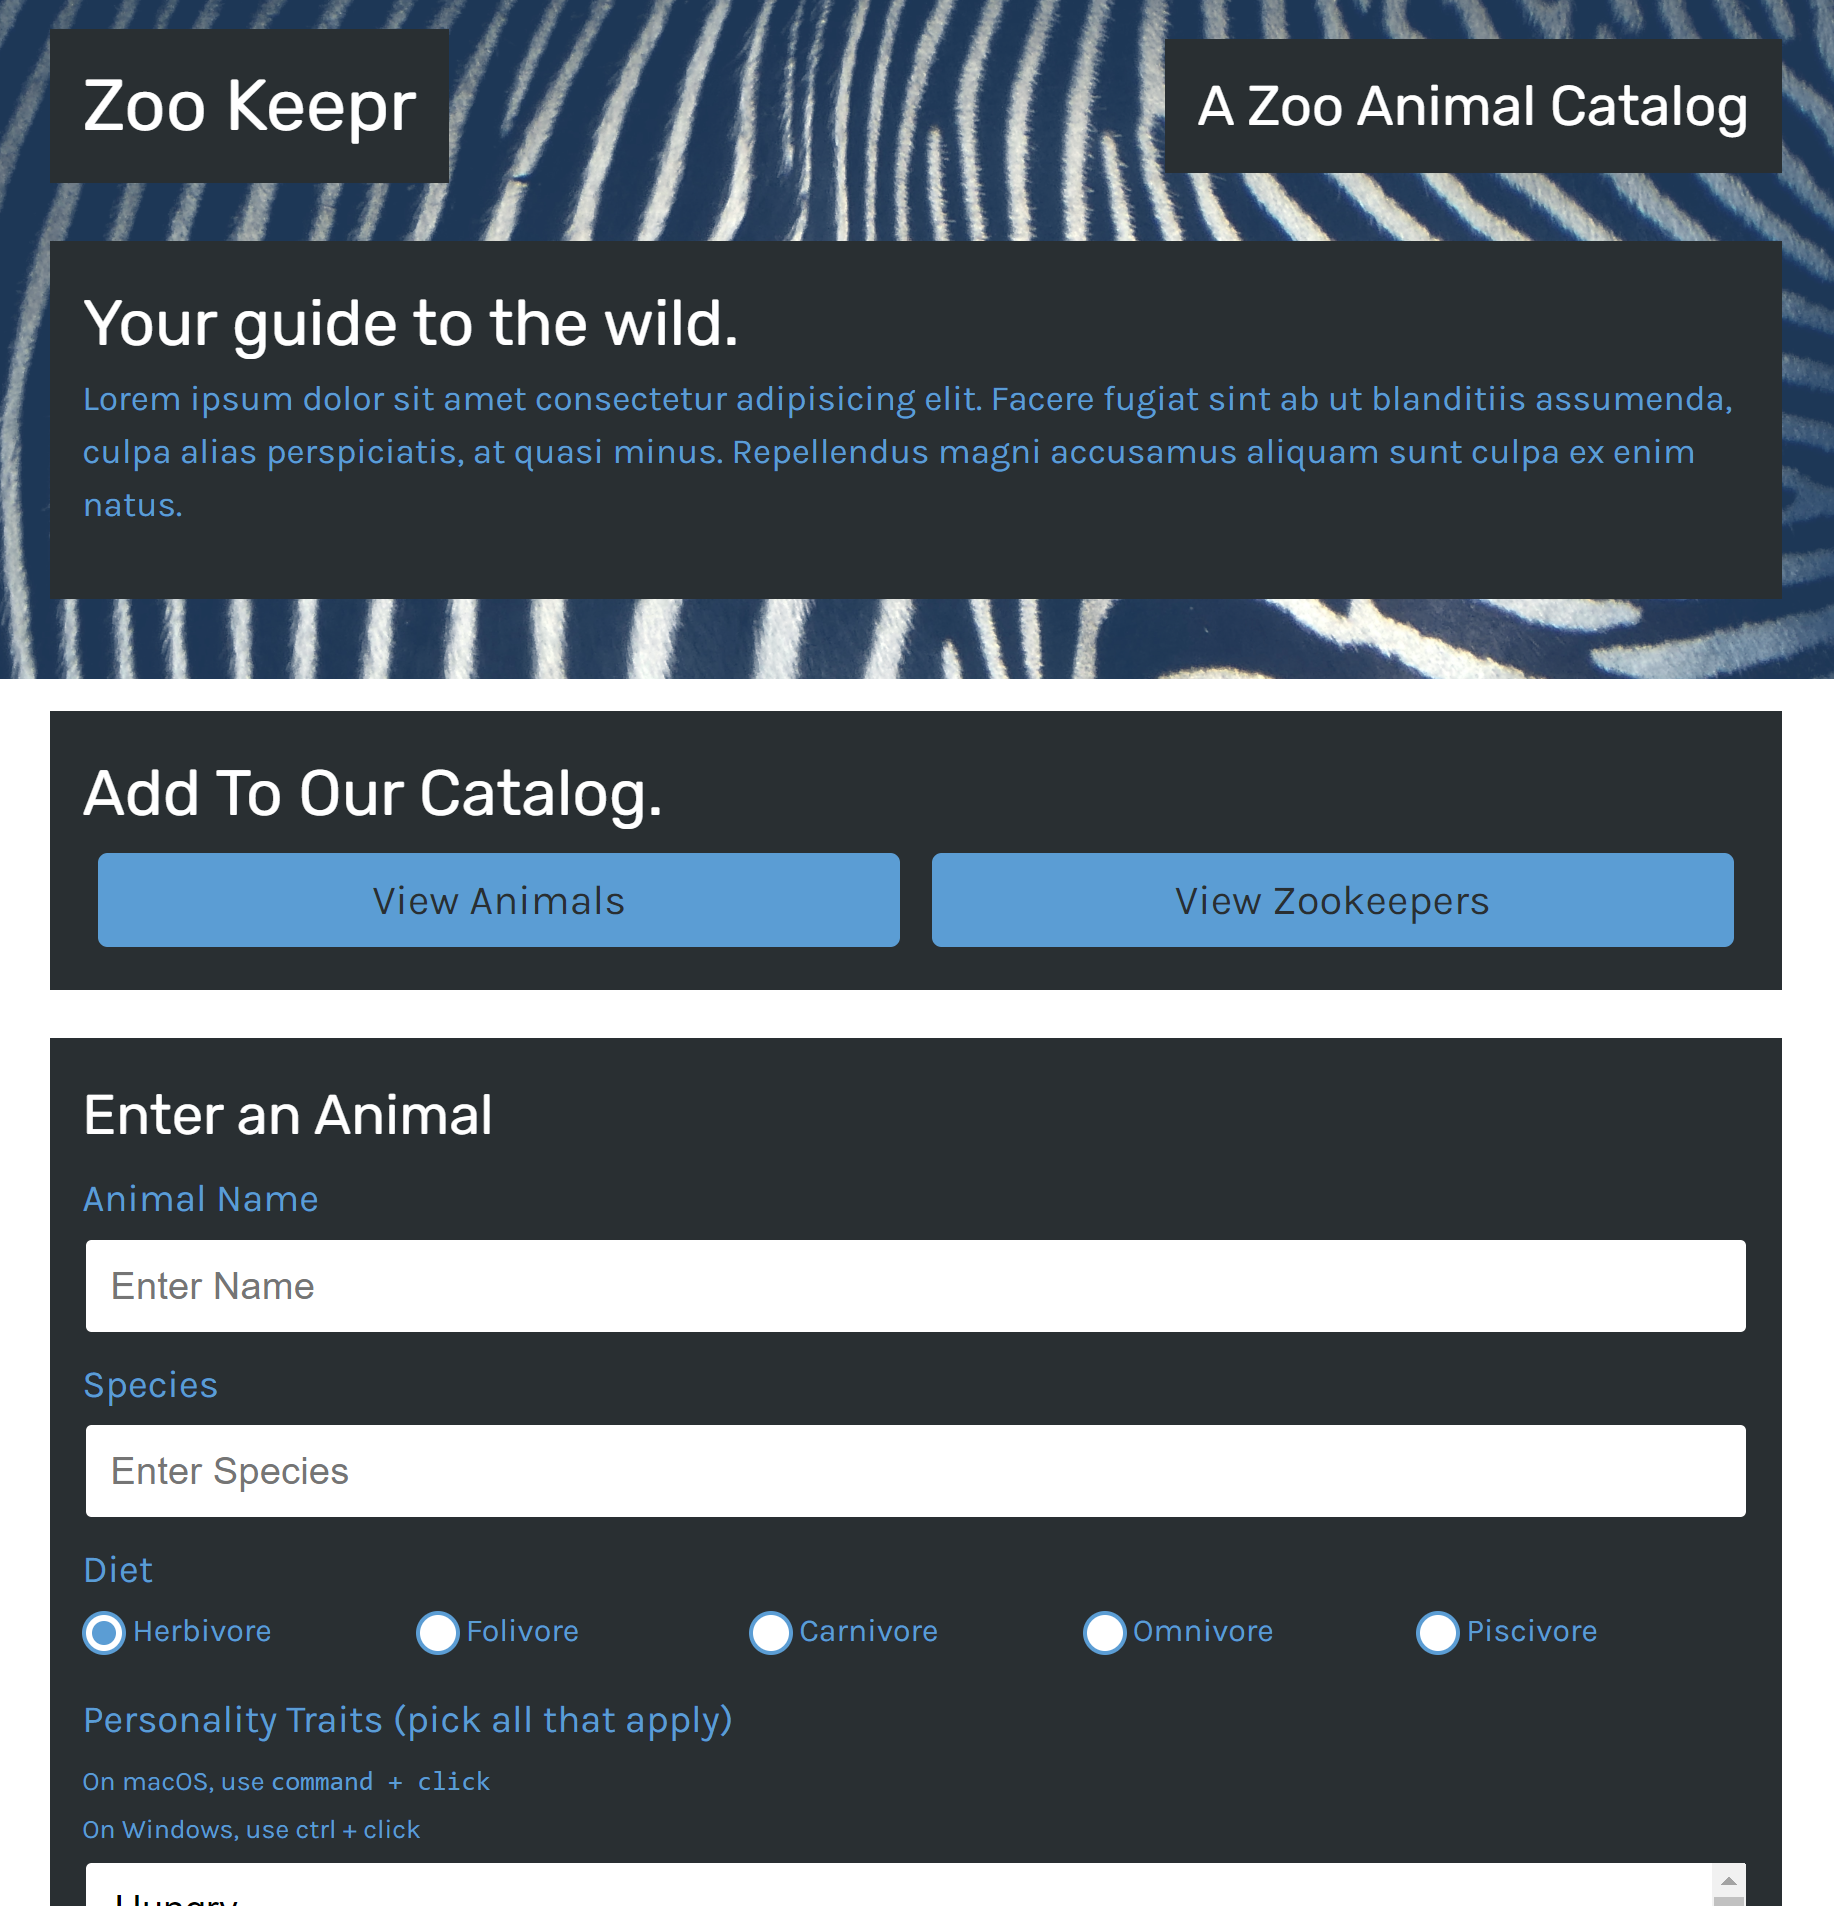 Zoo Keepr
A Zoo Animal Catalog
Your guide to the wild.
Lorem ipsum dolor sit amet consectetur adipisicing elit. Facere fugiat sint ab ut blanditiis assumenda,
culpa alias perspiciatis, at quasi minus. Repellendus magni accusamus aliquam sunt culpa ex enim
natus.
Add To Our Catalog.
View Animals
View Zookeepers
Enter an Animal
Animal Name
Enter Name
Species
Enter Species
Diet
Herbivore
Folivore
Carnivore
Omnivore
Piscivore
Personality Traits (pick all that apply)
On macOS, use command + click
On Windows, use ctrl + click
Hungry